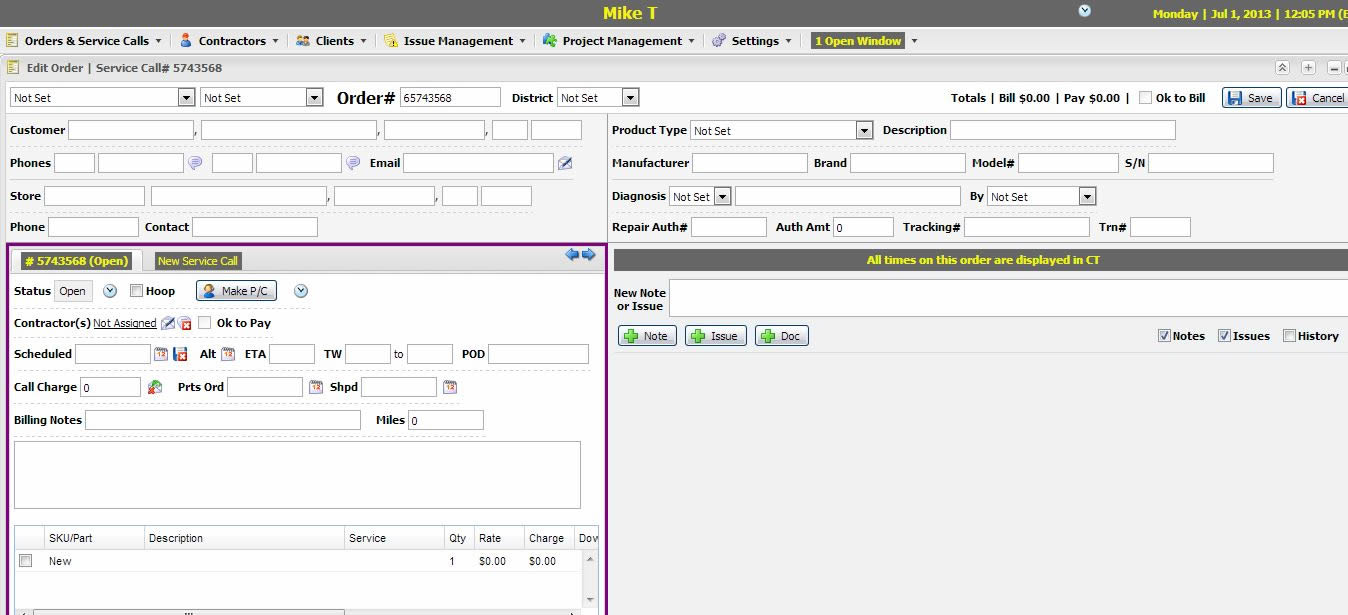 Mike T
Monday | Jul 1, 2013 | 12:05 PM (E
Orders & Service Calls Contractors Clients Issue Management Project Management Settings 1 Open Window
Edit Order | Service Call# 5743568
Not Set Not Set Order# 65743568 District Not Set Totals | Bill $0.00 | Pay $0.00 | Ok to Bill Save Cancel
Customer , , ,
Phones Email
Store , ,
Phone Contact
Product Type Not Set Description
Manufacturer Brand Model# S/N
Diagnosis Not Set By Not Set
Repair Auth# Auth Amt 0 Tracking# Trn#
# 5743568 (Open) New Service Call
Status Open Hoop Make P/C
Contractor(s) Not Assigned Ok to Pay
Scheduled 12 Alt 12 ETA TW to POD
Call Charge 0 Prts Ord 12 Shpd 12
Billing Notes Miles 0
SKU/Part Description Service Qty Rate Charge Dov
New 1 $0.00 $0.00
All times on this order are displayed in CT
New Note
or Issue
Note Issue Doc Notes Issues History